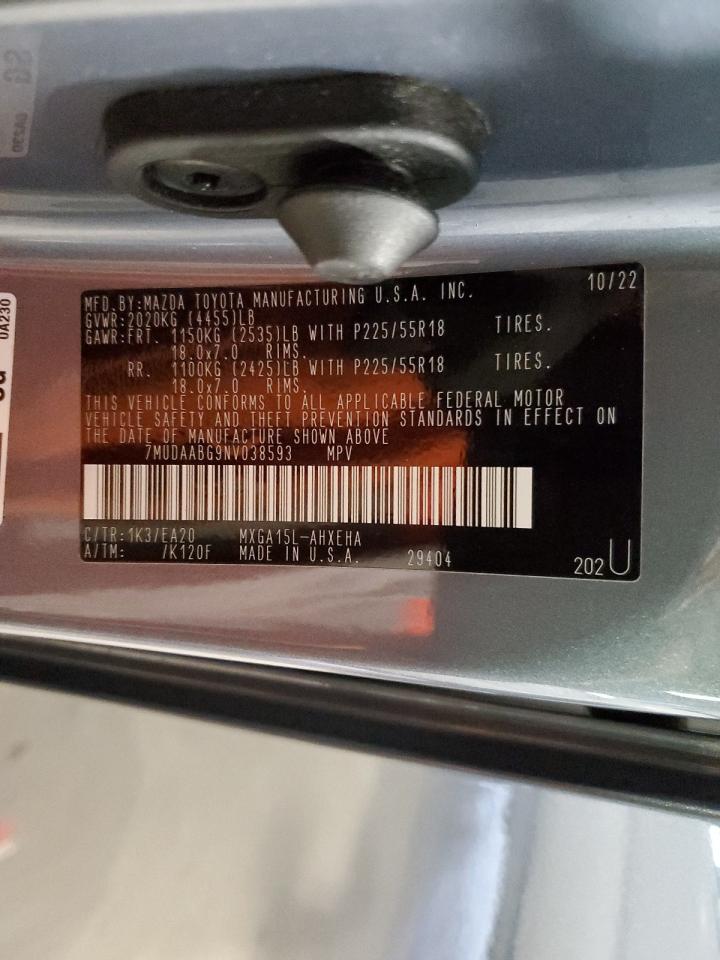 MFD.BY:MAZDA TOYOTA MANUFACTURING U.S.A. INC. 10/22
GVWR:2020KG (4455)LB
GAWR:FRT. 1150KG (2535)LB WITH P225/55R18 TIRES.
18.0x7.0 RIMS.
RR. 1100KG (2425)LB WITH P225/55R18 TIRES.
18.0x7.0 RIMS.
THIS VEHICLE CONFORMS TO ALL APPLICABLE FEDERAL MOTOR
VEHICLE SAFETY AND THEFT PREVENTION STANDARDS IN EFFECT ON
THE DATE OF MANUFACTURE SHOWN ABOVE
7MUDAABG9NV038593 MPV
C/TR:1K3/EA20 MXGA15L-AHXEHA
A/TM: /K120F MADE IN U.S.A. 29404
202U
0A230